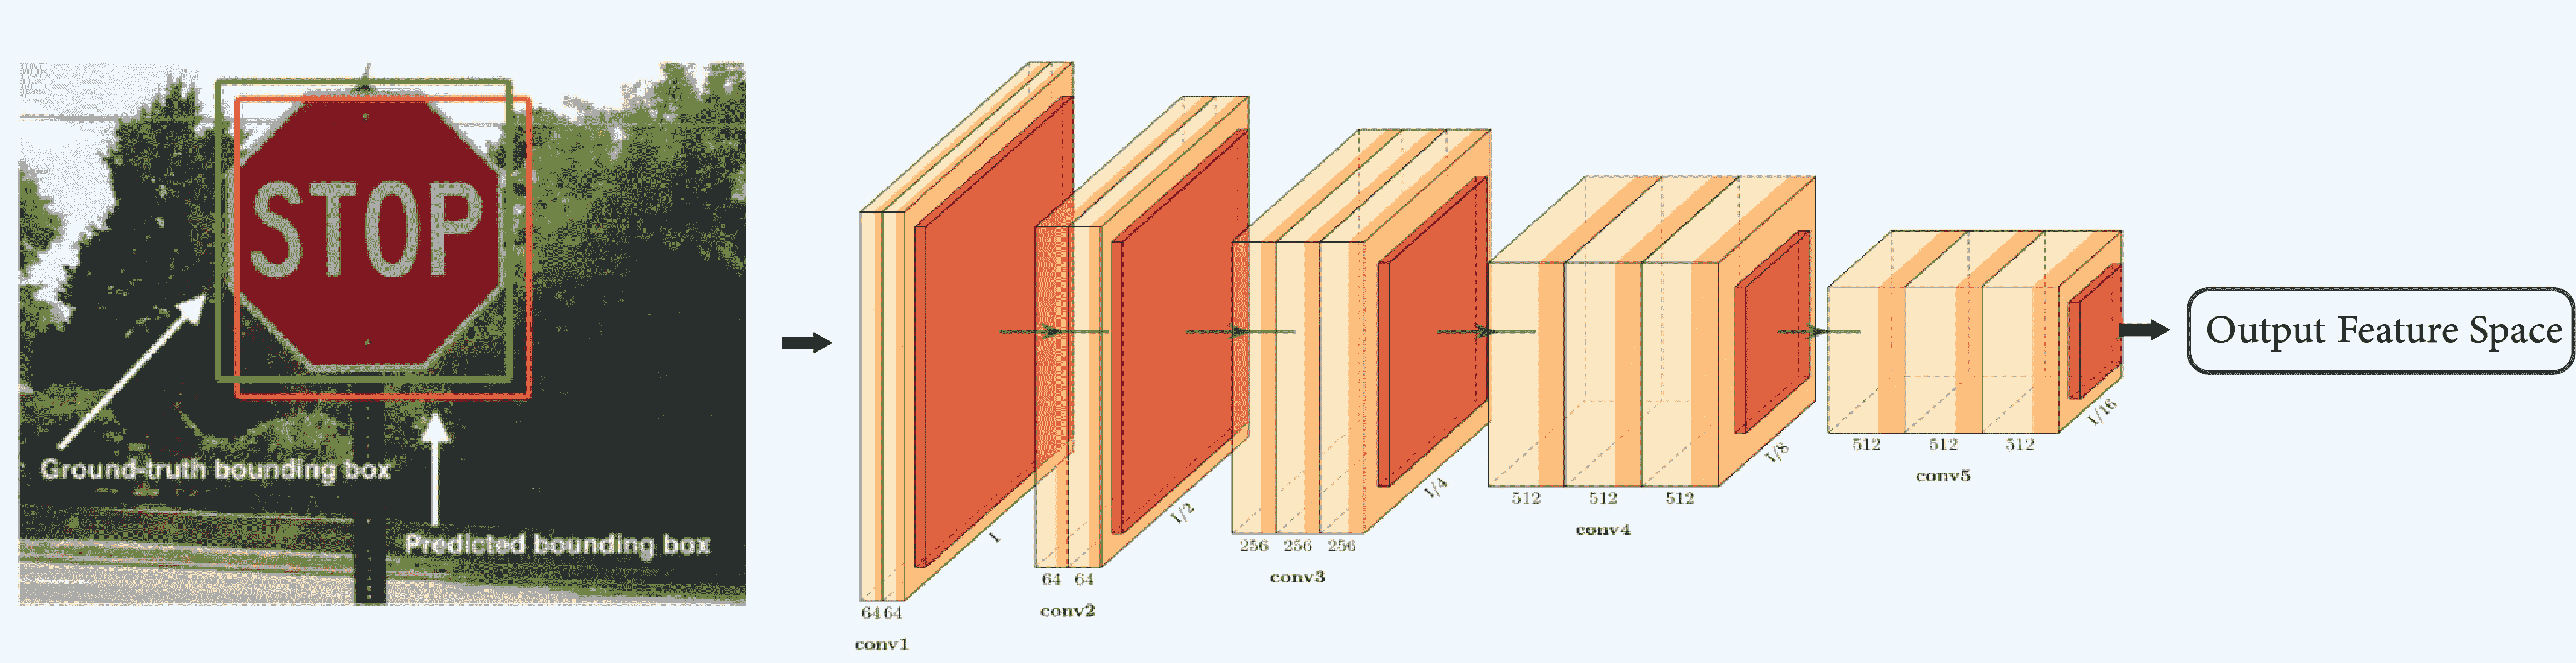 STOP
Ground-truth bounding box
Predicted bounding box
64 64
conv1
1
64 64
conv2
1/2
256 256 256
conv3
1/4
512 512 512
conv4
1/8
512 512 512
conv5
1/16
Output Feature Space